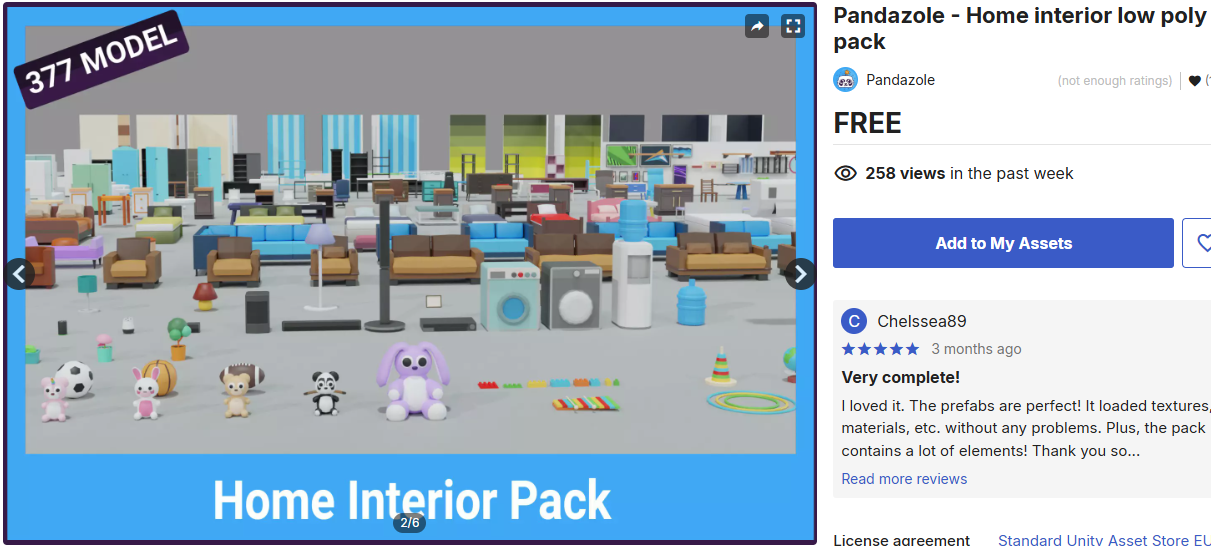 377 MODEL
Home Interior Pack
2/6
Pandazole - Home interior low poly
pack
Pandazole
(not enough ratings)
FREE
258 views in the past week
Add to My Assets
C
Chelssea89
3 months ago
Very complete!
I loved it. The prefabs are perfect! It loaded textures,
materials, etc. without any problems. Plus, the pack
contains a lot of elements! Thank you so...
Read more reviews
License agreement
Standard Unity Asset Store EU